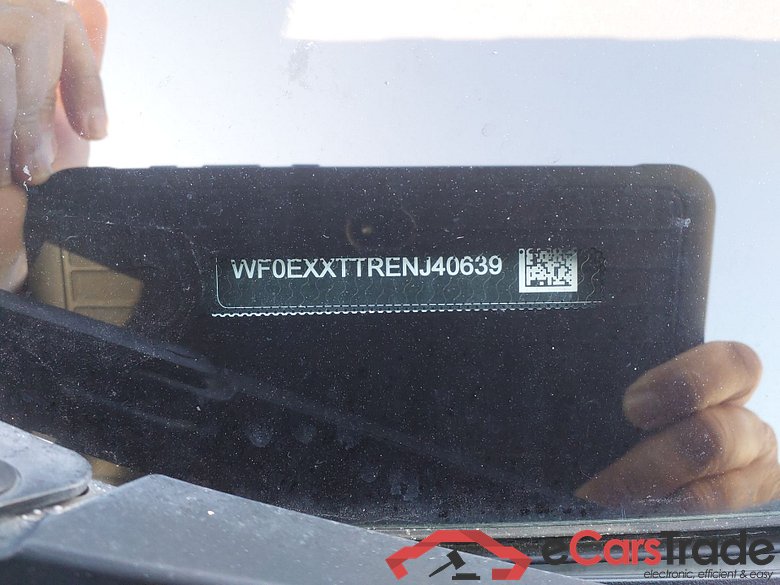 WF0EXXTTRENJ40639
eCarsTrade
electronic, efficient & easy